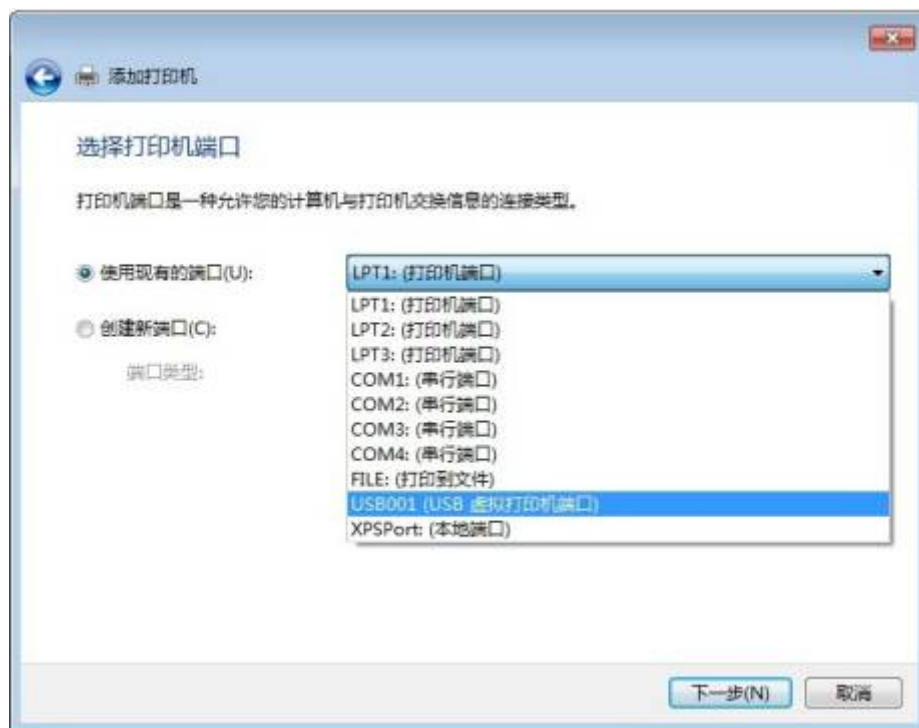 添加打印机
选择打印机端口
打印机端口是一种允许您的计算机与打印机交换信息的连接类型。
使用现有的端口(U): LPT1: (打印机端口)
LPT1: (打印机端口)
创建新端口(C): LPT2: (打印机端口)
LPT3: (打印机端口)
端口类型: COM1: (串行端口)
COM2: (串行端口)
COM3: (串行端口)
COM4: (串行端口)
FILE: (打印到文件)
USB001 (USB 虚拟打印机端口)
XPSPort: (本地端口)
下一步(N) 取消